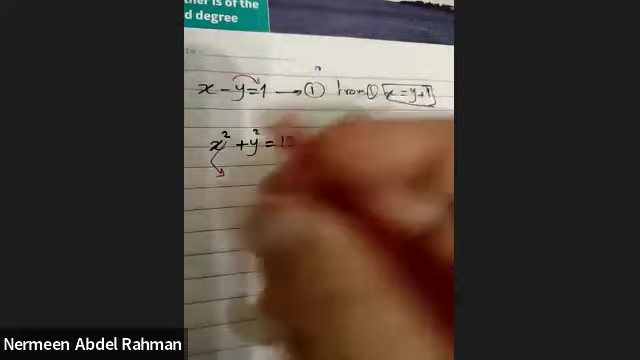 ther is of the
d degree
x - y = 1 → ① from ① x = y + 1
x² + y² = 1
Nermeen Abdel Rahman